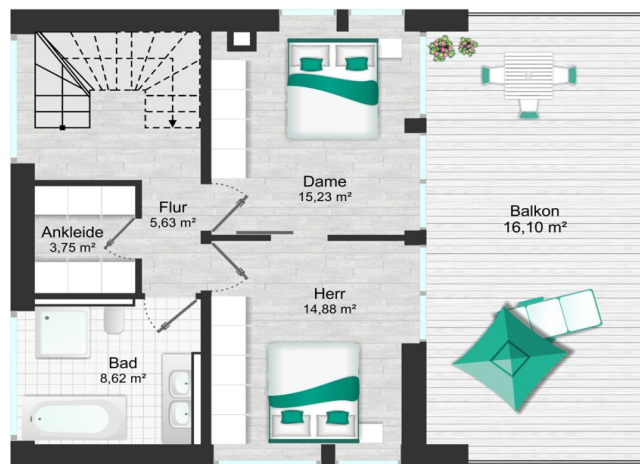 Dame
15,23 m²
Flur
5,63 m²
Balkon
16,10 m²
Ankleide
3,75 m²
Herr
14,88 m²
Bad
8,62 m²